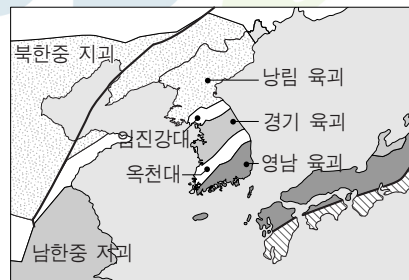 북한중 지괴
낭림 육괴
임진강대
경기 육괴
옥천대
영남 육괴
남한중 지괴